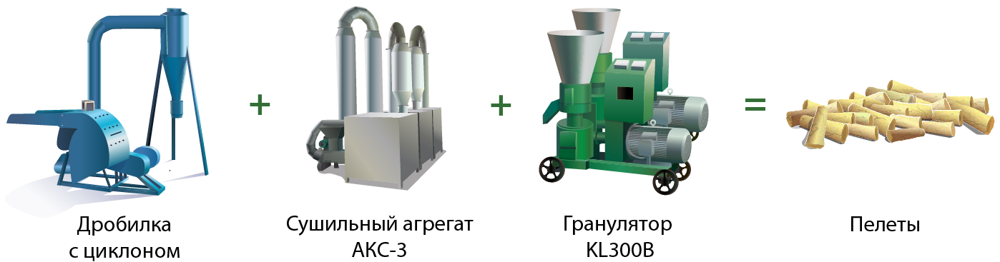 Дробилка
с циклоном
+
Сушильный агрегат
АКС-3
+
Гранулятор
KL300B
=
Пелеты